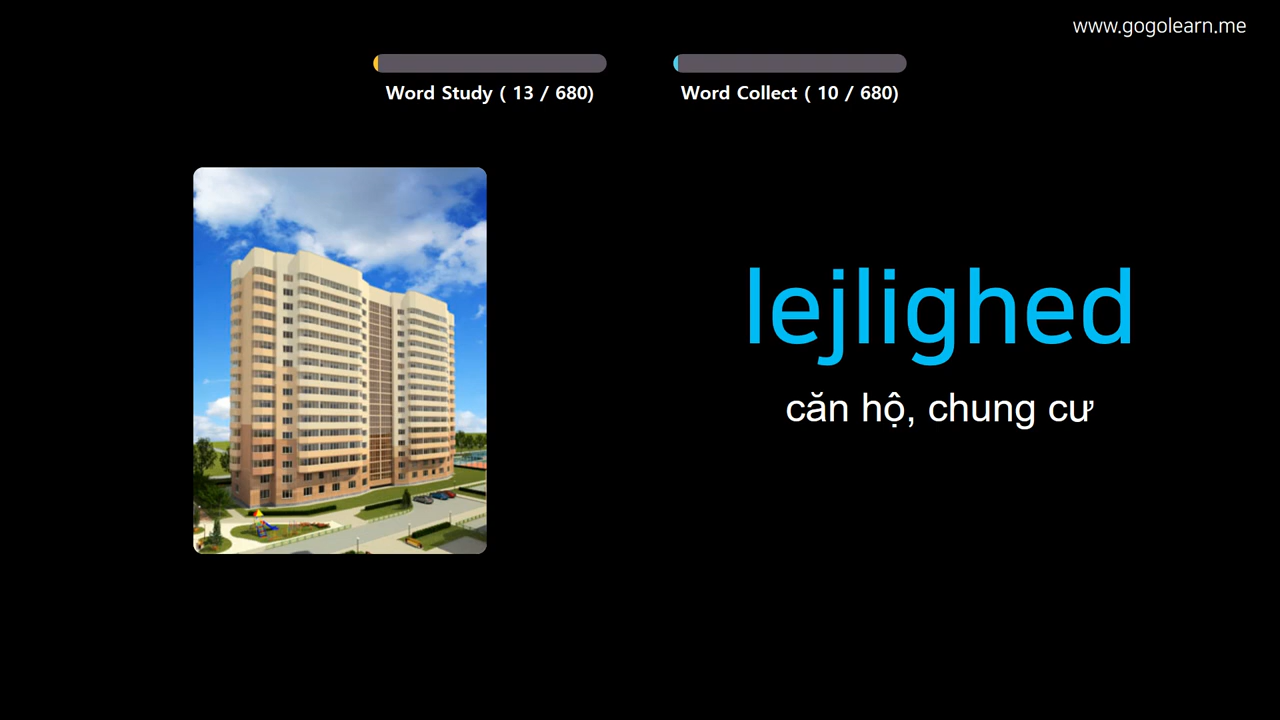 www.gogolearn.me
Word Study ( 13 / 680)
Word Collect ( 10 / 680)
lejlighed
căn hộ, chung cư